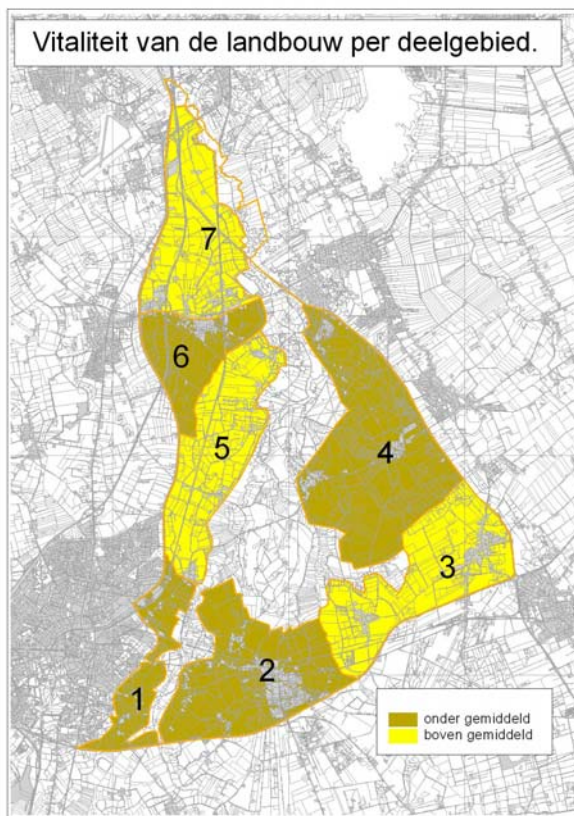 Vitaliteit van de landbouw per deelgebied.
7
6
5
4
3
2
1
onder gemiddeld
boven gemiddeld